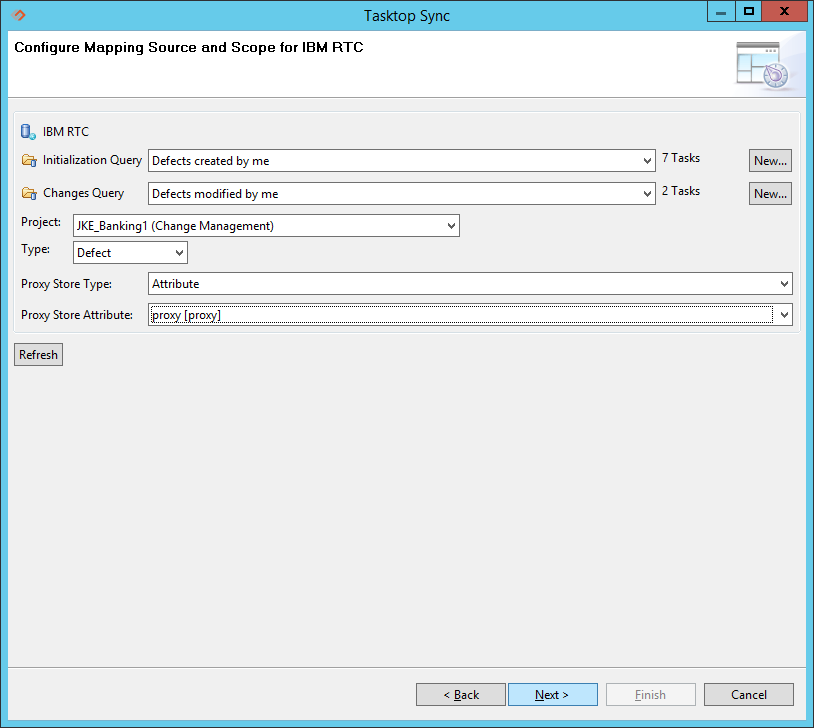 Tasktop Sync
Configure Mapping Source and Scope for IBM RTC
IBM RTC
Initialization Query Defects created by me 7 Tasks New...
Changes Query Defects modified by me 2 Tasks New...
Project: JKE_Banking1 (Change Management)
Type: Defect
Proxy Store Type: Attribute
Proxy Store Attribute: proxy [proxy]
Refresh
< Back Next > Finish Cancel